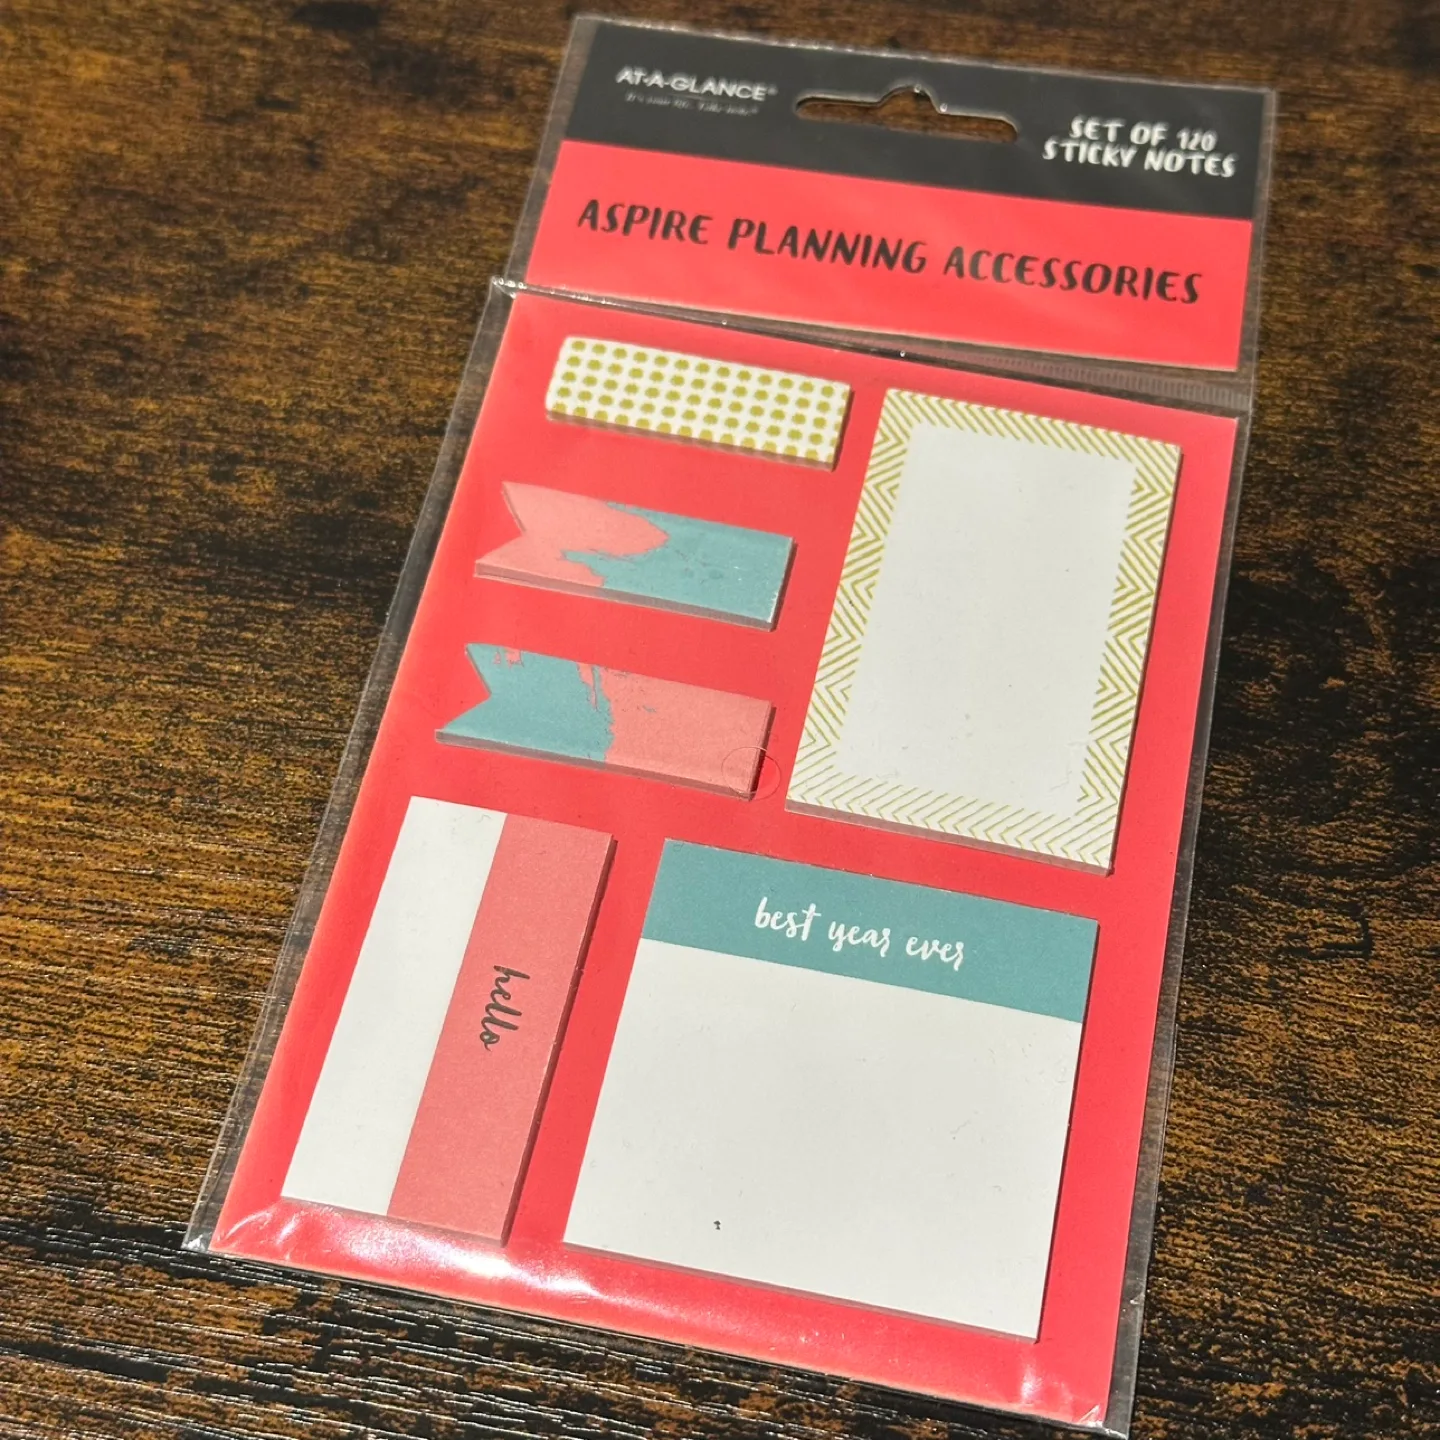 AT-A-GLANCE®
SET OF 120
STICKY NOTES
ASPIRE PLANNING ACCESSORIES
hello
best year ever